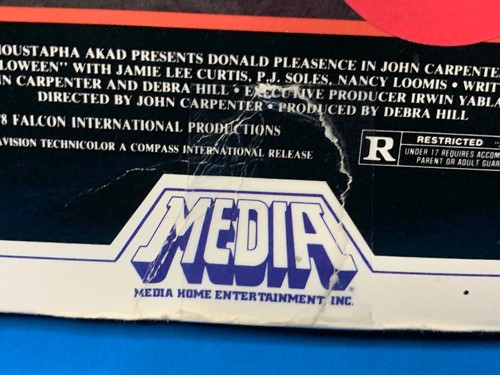 MOUSTAPHA AKAD PRESENTS DONALD PLEASENCE IN JOHN CARPENTE
LOWEEN" WITH JAMIE LEE CURTIS, P.J. SOLES, NANCY LOOMIS • WRIT
N CARPENTER AND DEBRA HILL • EXECUTIVE PRODUCER IRWIN YABLA
DIRECTED BY JOHN CARPENTER • PRODUCED BY DEBRA HILL
78 FALCON INTERNATIONAL PRODUCTIONS
AVISION TECHNICOLOR A COMPASS INTERNATIONAL RELEASE
R RESTRICTED
UNDER 17 REQUIRES ACCOM
PARENT OR ADULT GUAR
MEDIA
MEDIA HOME ENTERTAINMENT, INC.